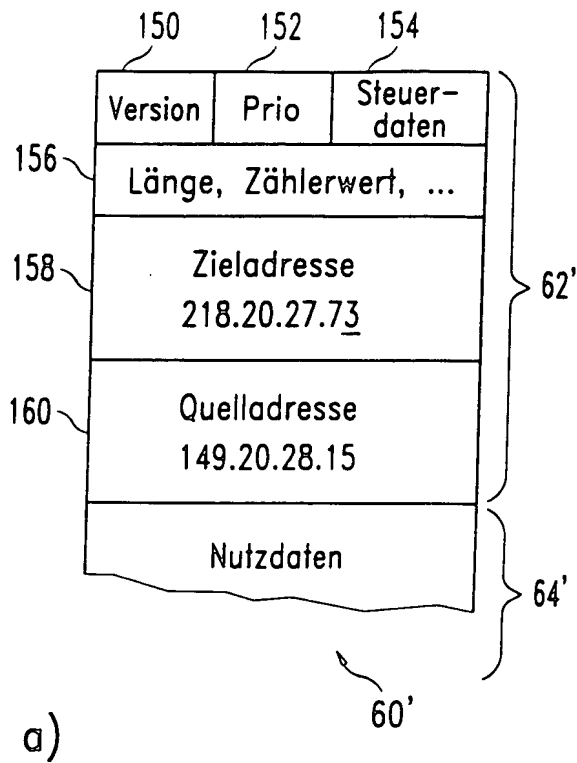 150 152 154
Version Prio Steuer-
daten
156
Länge, Zählerwert, ...
158
Zieladresse
218.20.27.73
62'
160
Quelladresse
149.20.28.15
Nutzdaten
64'
60'
a)